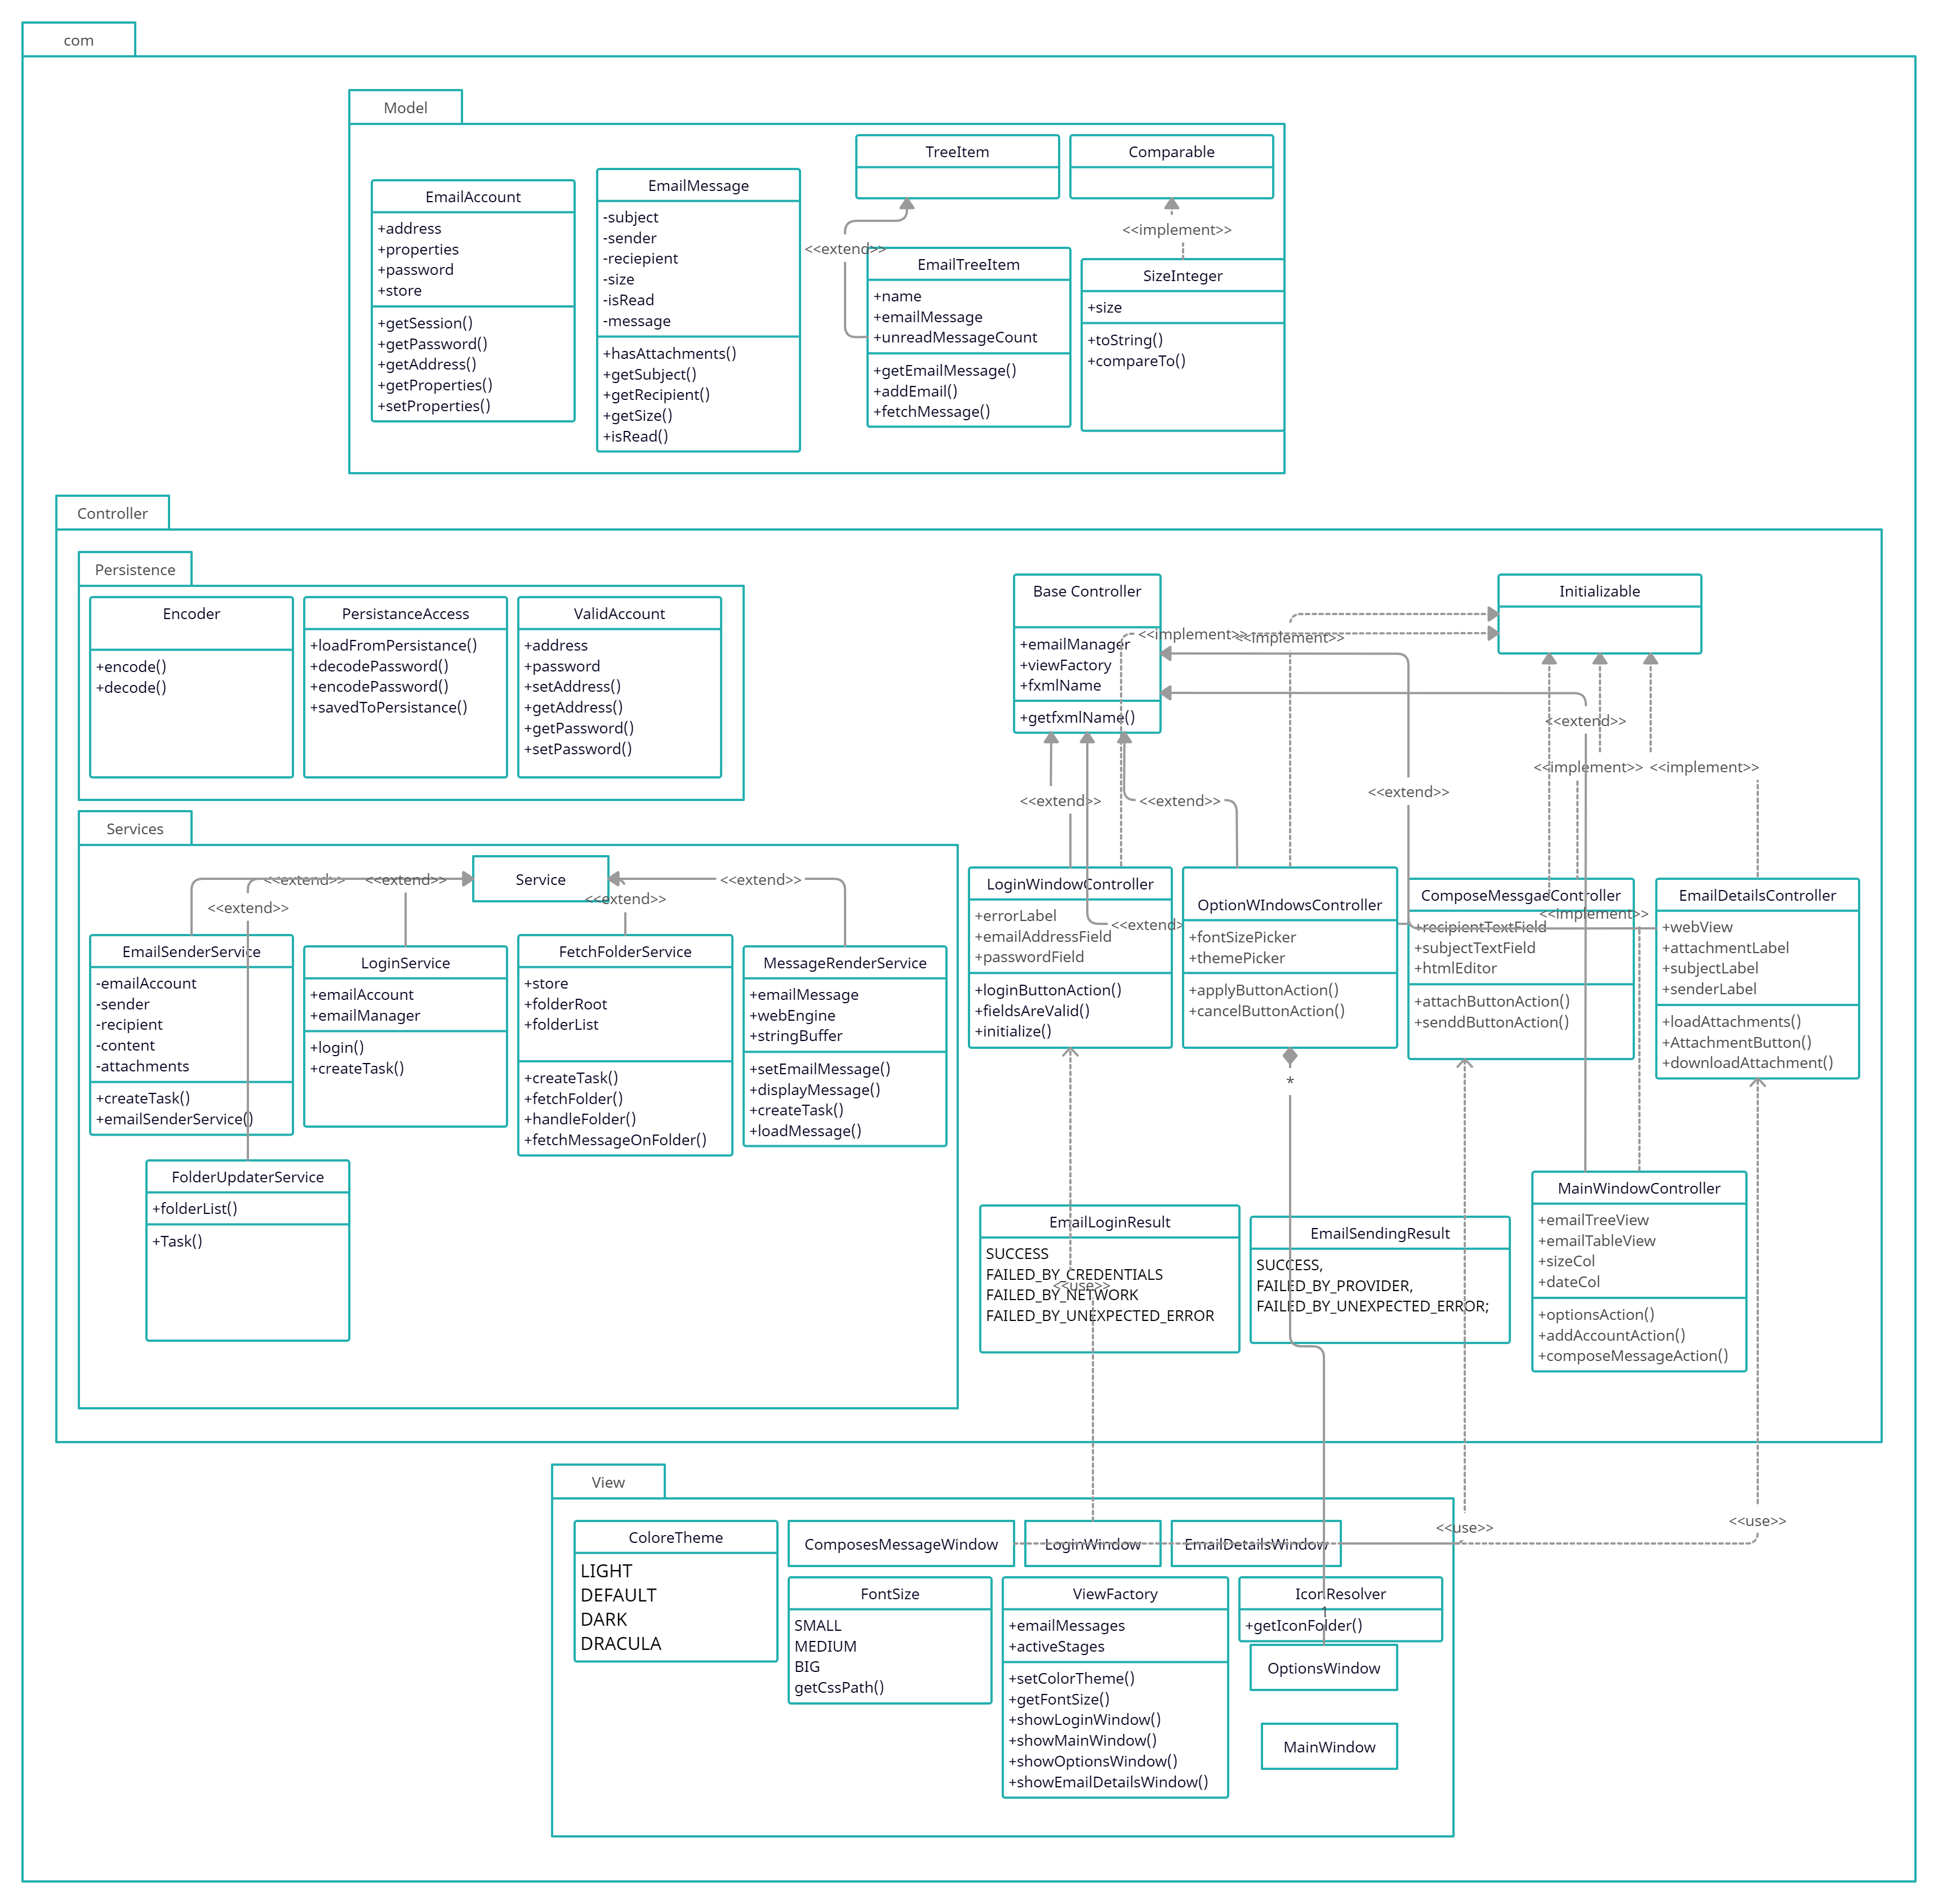 com
Model
TreeItem
Comparable
EmailAccount
+address
+properties
+password
+store
+getSession()
+getPassword()
+getAddress()
+getProperties()
+setProperties()
EmailMessage
-subject
-sender
-reciepient
-size
-isRead
-message
+hasAttachments()
+getSubject()
+getRecipient()
+getSize()
+isRead()
<<extend>>
<<implement>>
EmailTreeItem
+name
+emailMessage
+unreadMessageCount
+getEmailMessage()
+addEmail()
+fetchMessage()
SizeInteger
+size
+toString()
+compareTo()
Controller
Persistence
Encoder
+encode()
+decode()
PersistanceAccess
+loadFromPersistance()
+decodePassword()
+encodePassword()
+savedToPersistance()
ValidAccount
+address
+password
+setAddress()
+getAddress()
+getPassword()
+setPassword()
Base Controller
+emailManager
+viewFactory
+fxmlName
+getfxmlName()
Initializable
<<implement>>
<<implement>>
<<extend>>
<<implement>>
<<implement>>
<<extend>>
<<extend>>
<<extend>>
Services
Service
<<extend>>
<<extend>>
<<extend>>
<<extend>>
<<extend>>
EmailSenderService
-emailAccount
-sender
-recipient
-content
-attachments
+createTask()
+emailSenderService()
LoginService
+emailAccount
+emailManager
+login()
+createTask()
FetchFolderService
+store
+folderRoot
+folderList
+createTask()
+fetchFolder()
+handleFolder()
+fetchMessageOnFolder()
MessageRenderService
+emailMessage
+webEngine
+stringBuffer
+setEmailMessage()
+displayMessage()
+createTask()
+loadMessage()
FolderUpdaterService
+folderList()
+Task()
LoginWindowController
+errorLabel
+emailAddressField
+passwordField
+loginButtonAction()
+fieldsAreValid()
+initialize()
<<extend>>
OptionWIndowsController
+fontSizePicker
+themePicker
+applyButtonAction()
+cancelButtonAction()
ComposeMessgaeController
<<implement>>
+recipientTextField
+subjectTextField
+htmlEditor
+attachButtonAction()
+senddButtonAction()
EmailDetailsController
+webView
+attachmentLabel
+subjectLabel
+senderLabel
+loadAttachments()
+AttachmentButton()
+downloadAttachment()
*
EmailLoginResult
SUCCESS
FAILED_BY_CREDENTIALS
<<use>>
FAILED_BY_NETWORK
FAILED_BY_UNEXPECTED_ERROR
EmailSendingResult
SUCCESS,
FAILED_BY_PROVIDER,
FAILED_BY_UNEXPECTED_ERROR;
MainWindowController
+emailTreeView
+emailTableView
+sizeCol
+dateCol
+optionsAction()
+addAccountAction()
+composeMessageAction()
View
<<use>>
<<use>>
ColoreTheme
LIGHT
DEFAULT
DARK
DRACULA
ComposesMessageWindow
LoginWindow
EmailDetailsWindow
FontSize
SMALL
MEDIUM
BIG
getCssPath()
ViewFactory
+emailMessages
+activeStages
+setColorTheme()
+getFontSize()
+showLoginWindow()
+showMainWindow()
+showOptionsWindow()
+showEmailDetailsWindow()
IconResolver
1
+getIconFolder()
OptionsWindow
MainWindow